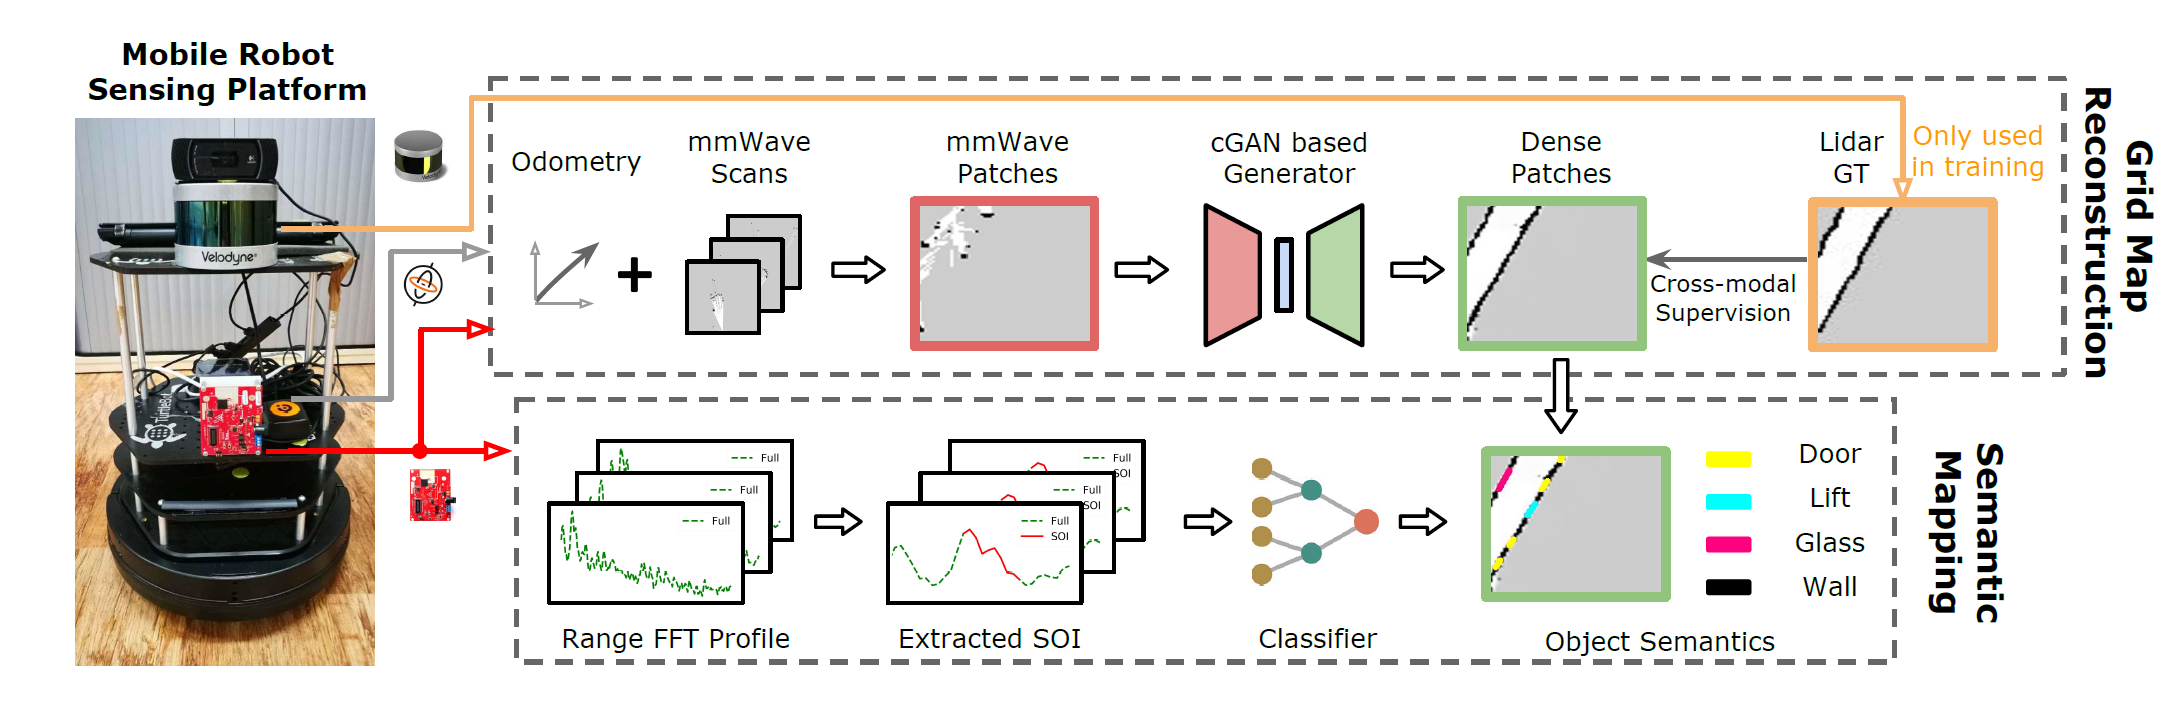 Mobile Robot
Sensing Platform
Velodyne
TurtleBot
Odometry
mmWave
Scans
mmWave
Patches
cGAN based
Generator
Dense
Patches
Lidar
GT
Only used
in training
Cross-modal
Supervision
Grid Map
Reconstruction
Full
Full
Full
Range FFT Profile
Full
SOI
Full
SOI
Full
SOI
Extracted SOI
Classifier
Object Semantics
Door
Lift
Glass
Wall
Semantic
Mapping